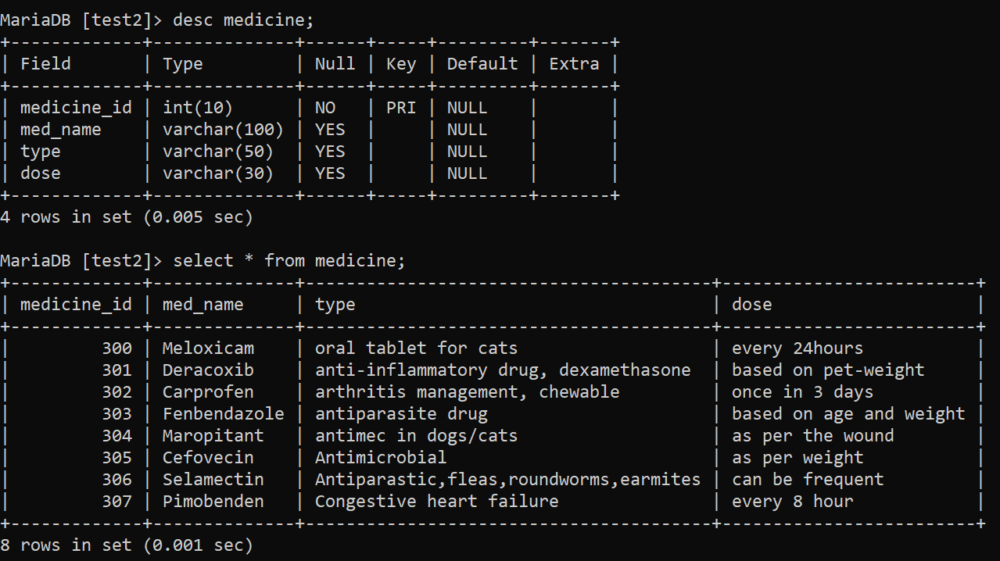 MariaDB [test2]> desc medicine;
+-------------+--------------+------+-----+---------+-------+
| Field       | Type         | Null | Key | Default | Extra |
+-------------+--------------+------+-----+---------+-------+
| medicine_id | int(10)      | NO   | PRI | NULL    |       |
| med_name    | varchar(100) | YES  |     | NULL    |       |
| type        | varchar(50)  | YES  |     | NULL    |       |
| dose        | varchar(30)  | YES  |     | NULL    |       |
+-------------+--------------+------+-----+---------+-------+
4 rows in set (0.005 sec)

MariaDB [test2]> select * from medicine;
+-------------+--------------+----------------------------------------+-------------------------+
| medicine_id | med_name     | type                                   | dose                    |
+-------------+--------------+----------------------------------------+-------------------------+
|         300 | Meloxicam    | oral tablet for cats                   | every 24hours           |
|         301 | Deracoxib    | anti-inflammatory drug, dexamethasone  | based on pet-weight     |
|         302 | Carprofen    | arthritis management, chewable         | once in 3 days          |
|         303 | Fenbendazole | antiparasite drug                      | based on age and weight |
|         304 | Maropitant   | antimec in dogs/cats                   | as per the wound        |
|         305 | Cefovecin    | Antimicrobial                          | as per weight           |
|         306 | Selamectin   | Antiparastic,fleas,roundworms,earmites | can be frequent         |
|         307 | Pimobenden   | Congestive heart failure               | every 8 hour            |
+-------------+--------------+----------------------------------------+-------------------------+
8 rows in set (0.001 sec)